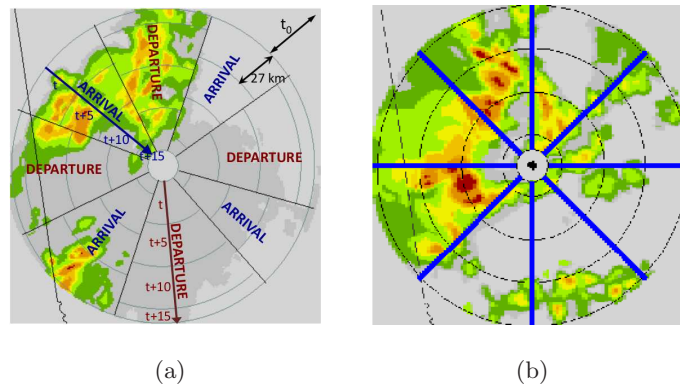 t₀
DEPARTURE
ARRIVAL
27 km
t
ARRIVAL
t+5
t+10
t+15
DEPARTURE
DEPARTURE
ARRIVAL
t
t+5
t+10
t+15
DEPARTURE
ARRIVAL
(a)
(b)